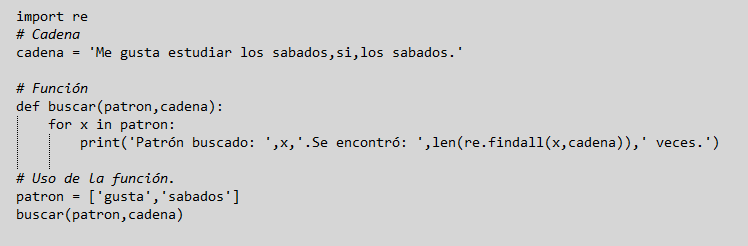 import re
# Cadena
cadena = 'Me gusta estudiar los sabados,si,los sabados.'
# Función
def buscar(patron,cadena):
    for x in patron:
        print('Patrón buscado: ',x,'.Se encontró: ',len(re.findall(x,cadena)),' veces.')
# Uso de la función.
patron = ['gusta','sabados']
buscar(patron,cadena)